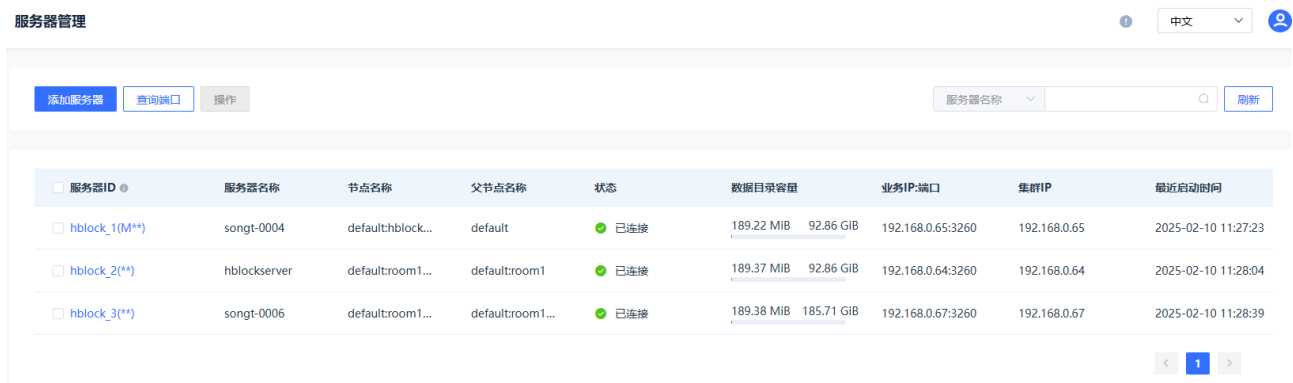 服务器管理
中文
添加服务器 查询端口 操作 服务器名称 刷新
服务器ID 服务器名称 节点名称 父节点名称 状态 数据目录容量 业务IP:端口 集群IP 最近启动时间
hblock_1(M**) songt-0004 default:hblock... default 已连接 189.22 MiB 92.86 GiB 192.168.0.65:3260 192.168.0.65 2025-02-10 11:27:23
hblock_2(**) hblockserver default:room1... default:room1 已连接 189.37 MiB 92.86 GiB 192.168.0.64:3260 192.168.0.64 2025-02-10 11:28:04
hblock_3(**) songt-0006 default:room1... default:room1... 已连接 189.38 MiB 185.71 GiB 192.168.0.67:3260 192.168.0.67 2025-02-10 11:28:39
1